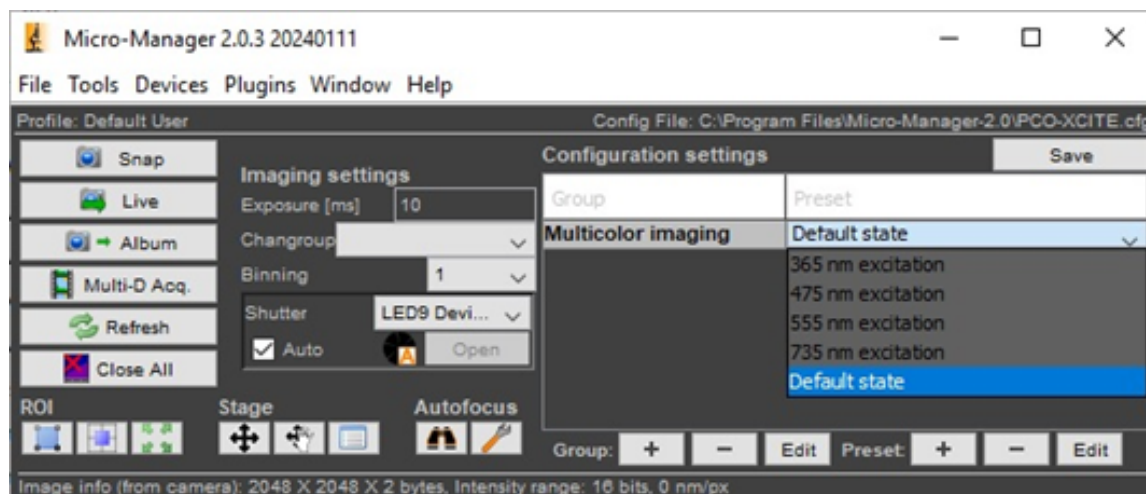 Micro-Manager 2.0.3 20240111
File Tools Devices Plugins Window Help
Profile: Default User
Config File: C:\Program Files\Micro-Manager-2.0\PCO-XCITE.cfg
Snap
Live
Album
Multi-D Acq.
Refresh
Close All
Imaging settings
Exposure [ms] 10
Changroup
Binning 1
Shutter LED9 Devi...
Auto A Open
Configuration settings Save
Group Preset
Multicolor imaging Default state
365 nm excitation
475 nm excitation
555 nm excitation
735 nm excitation
Default state
ROI Stage Autofocus
Group: + - Edit Preset: + - Edit
Image info (from camera): 2048 X 2048 X 2 bytes, Intensity range: 16 bits, 0 nm/px